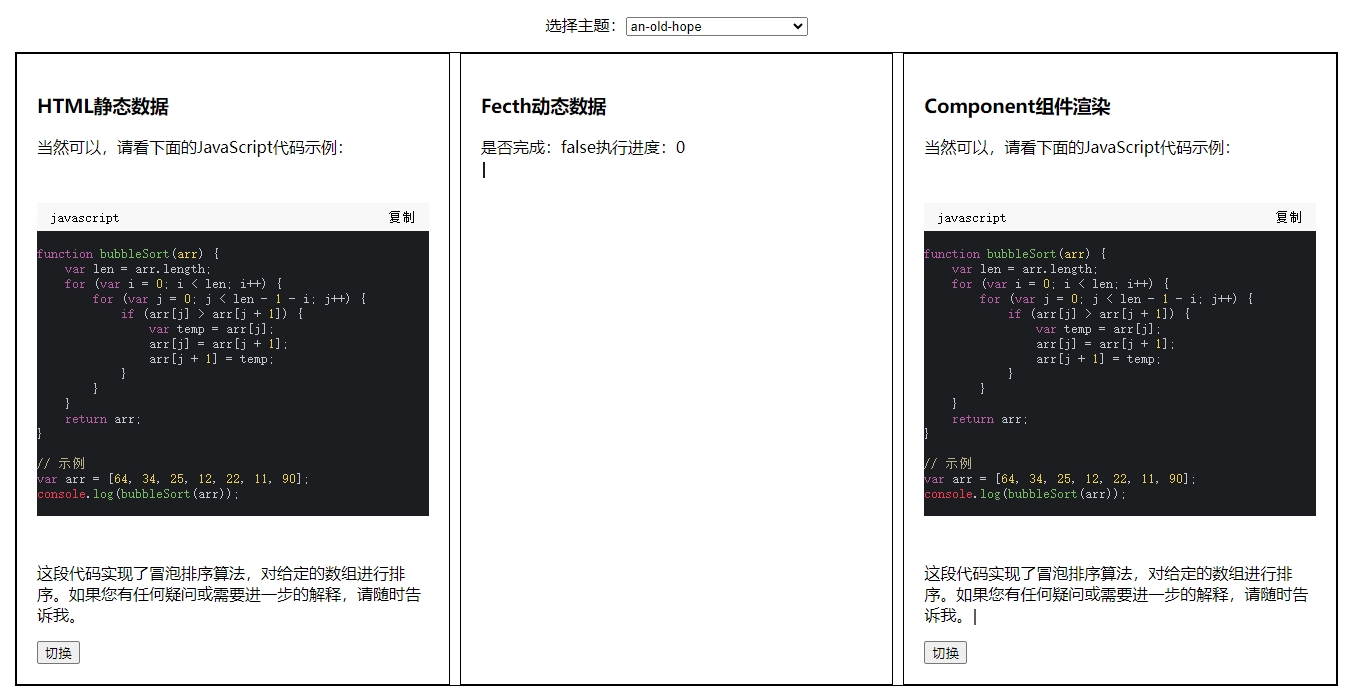 选择主题： an-old-hope
HTML静态数据
当然可以，请看下面的JavaScript代码示例：
javascript 复制
function bubbleSort(arr) {
    var len = arr.length;
    for (var i = 0; i < len; i++) {
        for (var j = 0; j < len - 1 - i; j++) {
            if (arr[j] > arr[j + 1]) {
                var temp = arr[j];
                arr[j] = arr[j + 1];
                arr[j + 1] = temp;
            }
        }
    }
    return arr;
}
// 示例
var arr = [64, 34, 25, 12, 22, 11, 90];
console.log(bubbleSort(arr));
这段代码实现了冒泡排序算法，对给定的数组进行排
序。如果您有任何疑问或需要进一步的解释，请随时告
诉我。
切换
Fecth动态数据
是否完成：false执行进度：0
|
Component组件渲染
当然可以，请看下面的JavaScript代码示例：
javascript 复制
function bubbleSort(arr) {
    var len = arr.length;
    for (var i = 0; i < len; i++) {
        for (var j = 0; j < len - 1 - i; j++) {
            if (arr[j] > arr[j + 1]) {
                var temp = arr[j];
                arr[j] = arr[j + 1];
                arr[j + 1] = temp;
            }
        }
    }
    return arr;
}
// 示例
var arr = [64, 34, 25, 12, 22, 11, 90];
console.log(bubbleSort(arr));
这段代码实现了冒泡排序算法，对给定的数组进行排
序。如果您有任何疑问或需要进一步的解释，请随时告
诉我。|
切换